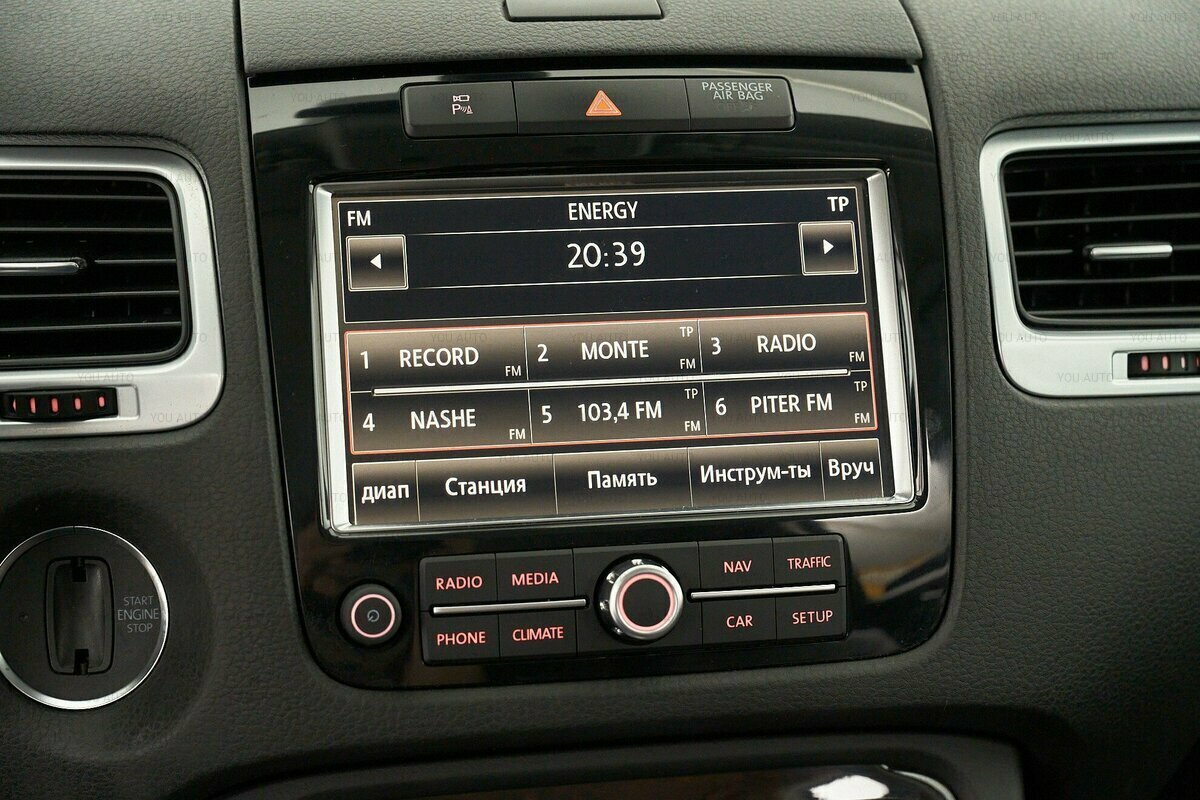 PASSENGER
AIR BAG
P
FM ENERGY TP
20:39
1 RECORD FM 2 MONTE TP FM 3 RADIO FM
4 NASHE FM 5 103,4 FM TP FM 6 PITER FM TP FM
диап Станция Память Инструм-ты Вруч
RADIO MEDIA NAV TRAFFIC
PHONE CLIMATE CAR SETUP
START
ENGINE
STOP
YOU AUTO